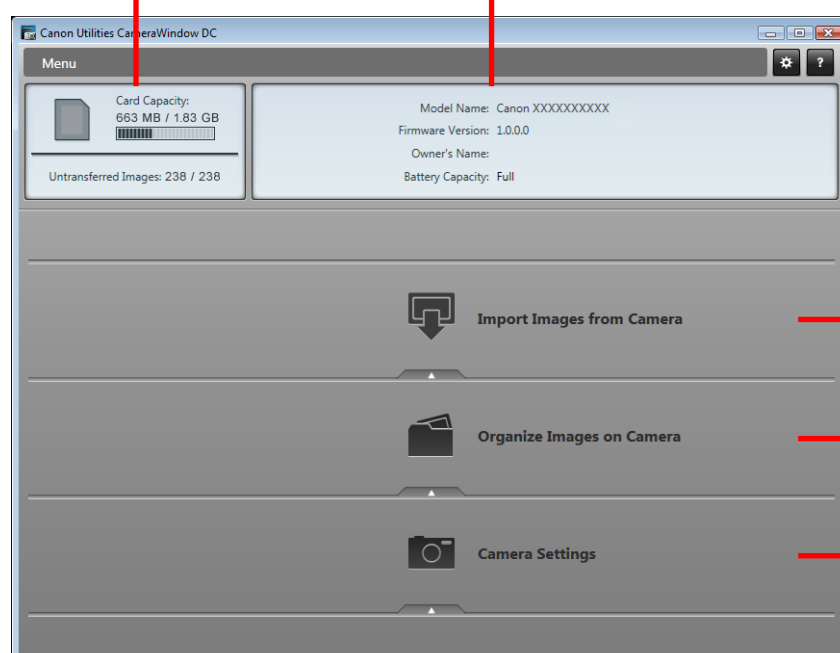 Canon Utilities CameraWindow DC
Menu
?
Card Capacity:
663 MB / 1.83 GB
Untransferred Images: 238 / 238
Model Name: Canon XXXXXXXXXX
Firmware Version: 1.0.0.0
Owner's Name:
Battery Capacity: Full
Import Images from Camera
Organize Images on Camera
Camera Settings